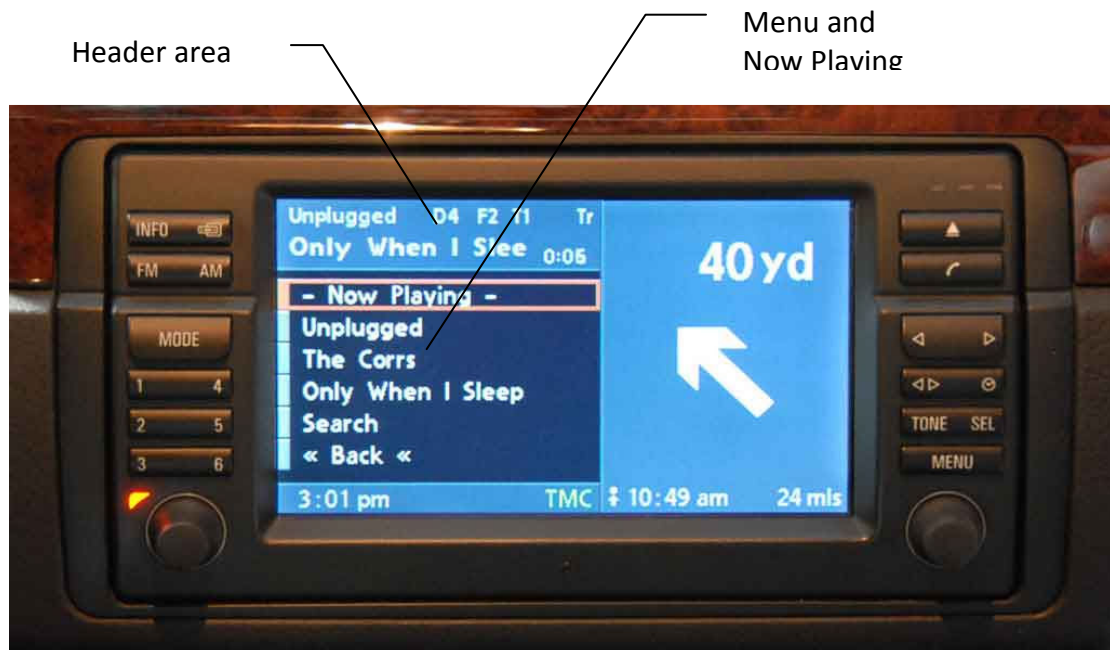 Header area
Menu and
Now Playing
INFO
FM AM
MODE
1 4
2 5
3 6
Unplugged D4 F2 T1 Tr
Only When I Slee 0:05
- Now Playing -
Unplugged
The Corrs
Only When I Sleep
Search
« Back «
3:01 pm TMC
40 yd
10:49 am 24 mls
TONE SEL
MENU